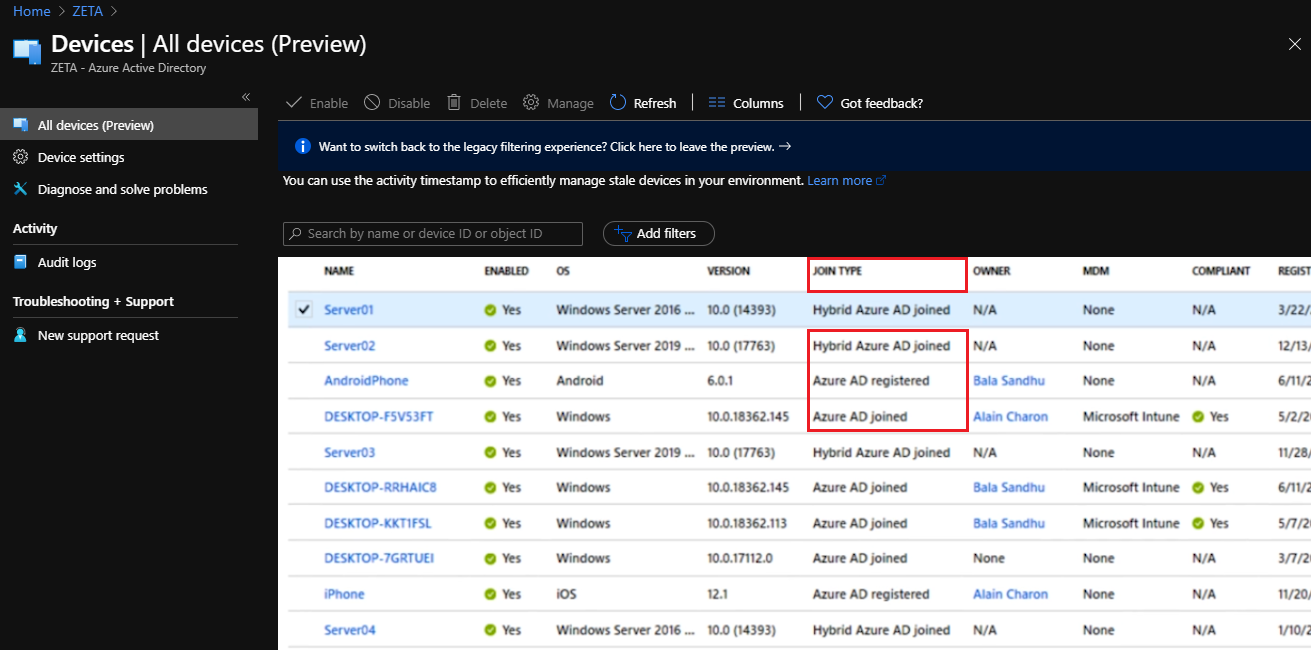 Home > ZETA >
Devices | All devices (Preview)
ZETA - Azure Active Directory
«
All devices (Preview)
Device settings
Diagnose and solve problems
Activity
Audit logs
Troubleshooting + Support
New support request
Enable Disable Delete Manage Refresh | Columns | Got feedback?
Want to switch back to the legacy filtering experience? Click here to leave the preview. →
You can use the activity timestamp to efficiently manage stale devices in your environment. Learn more
Search by name or device ID or object ID Add filters
NAME ENABLED OS VERSION JOIN TYPE OWNER MDM COMPLIANT REGIST
Server01 Yes Windows Server 2016 ... 10.0 (14393) Hybrid Azure AD joined N/A None N/A 3/22/
Server02 Yes Windows Server 2019 ... 10.0 (17763) Hybrid Azure AD joined N/A None N/A 12/13/
AndroidPhone Yes Android 6.0.1 Azure AD registered Bala Sandhu None N/A 6/11/2
DESKTOP-F5V53FT Yes Windows 10.0.18362.145 Azure AD joined Alain Charon Microsoft Intune Yes 5/2/2
Server03 Yes Windows Server 2019 ... 10.0 (17763) Hybrid Azure AD joined N/A None N/A 11/28/
DESKTOP-RRHAIC8 Yes Windows 10.0.18362.145 Azure AD joined Bala Sandhu Microsoft Intune Yes 6/11/2
DESKTOP-KKT1FSL Yes Windows 10.0.18362.113 Azure AD joined Bala Sandhu Microsoft Intune Yes 5/7/2
DESKTOP-7GRTUEI Yes Windows 10.0.17112.0 Azure AD joined None None N/A 3/7/2
iPhone Yes iOS 12.1 Azure AD registered Alain Charon None N/A 11/20/
Server04 Yes Windows Server 2016 ... 10.0 (14393) Hybrid Azure AD joined N/A None N/A 1/10/